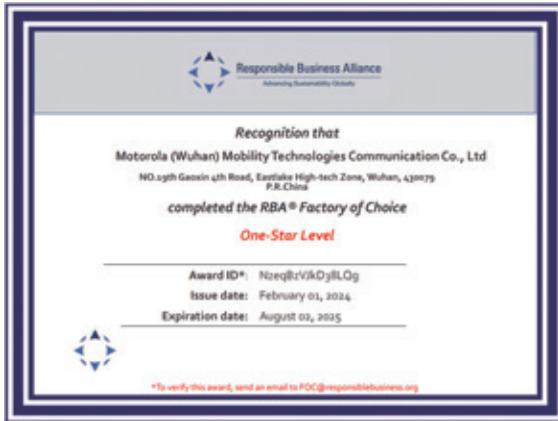 Responsible Business Alliance
Advancing Sustainability Globally
Recognition that
Motorola (Wuhan) Mobility Technologies Communication Co., Ltd
NO.19th Gaoxin 4th Road, Eastlake High-tech Zone, Wuhan, 430079
P.R.China
completed the RBA® Factory of Choice
One-Star Level
Award ID*:
Issue date: February 01, 2024
Expiration date: August 02, 2025
*To verify this award, send an email to FOC@responsiblebusiness.org